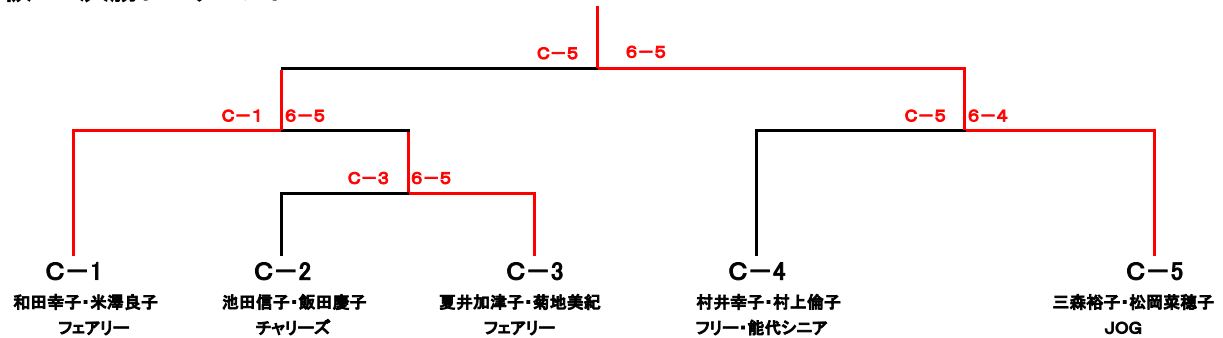 C－5 6－5
C－1 6－5
C－5 6－4
C－3 6－5
C－1 C－2 C－3 C－4 C－5
和田幸子・米澤良子 池田信子・飯田慶子 夏井加津子・菊地美紀 村井幸子・村上倫子 三森裕子・松岡菜穂子
フェアリー チャリーズ フェアリー フリー・能代シニア JOG